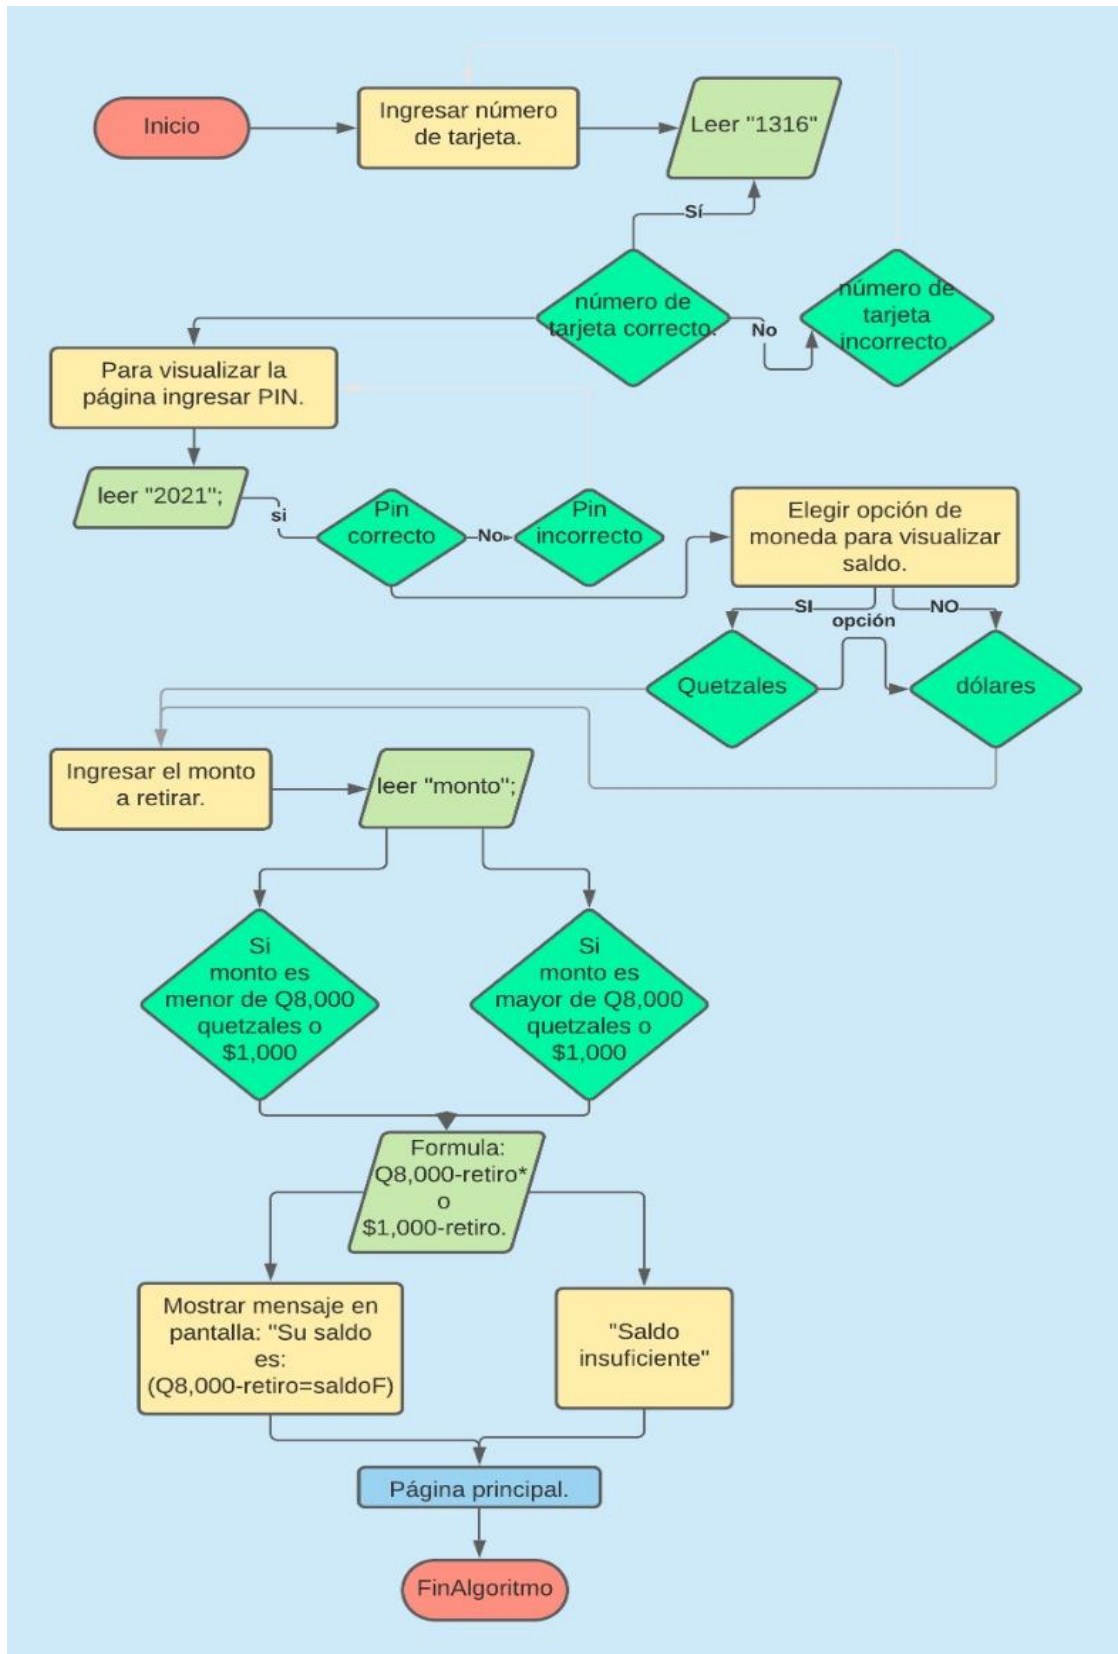 Inicio
Ingresar número
de tarjeta.
Leer "1316"
Sí
número de
tarjeta correcto.
No
número de
tarjeta
incorrecto.
Para visualizar la
página ingresar PIN.
leer "2021";
si
Pin
correcto
No
Pin
incorrecto
Elegir opción de
moneda para visualizar
saldo.
SI
NO
opción
Quetzales
dólares
Ingresar el monto
a retirar.
leer "monto";
Si
monto es
menor de Q8,000
quetzales o
$1,000
Si
monto es
mayor de Q8,000
quetzales o
$1,000
Formula:
Q8,000-retiro*
o
$1,000-retiro.
Mostrar mensaje en
pantalla: "Su saldo
es:
(Q8,000-retiro=saldoF)
"Saldo
insuficiente"
Página principal.
FinAlgoritmo